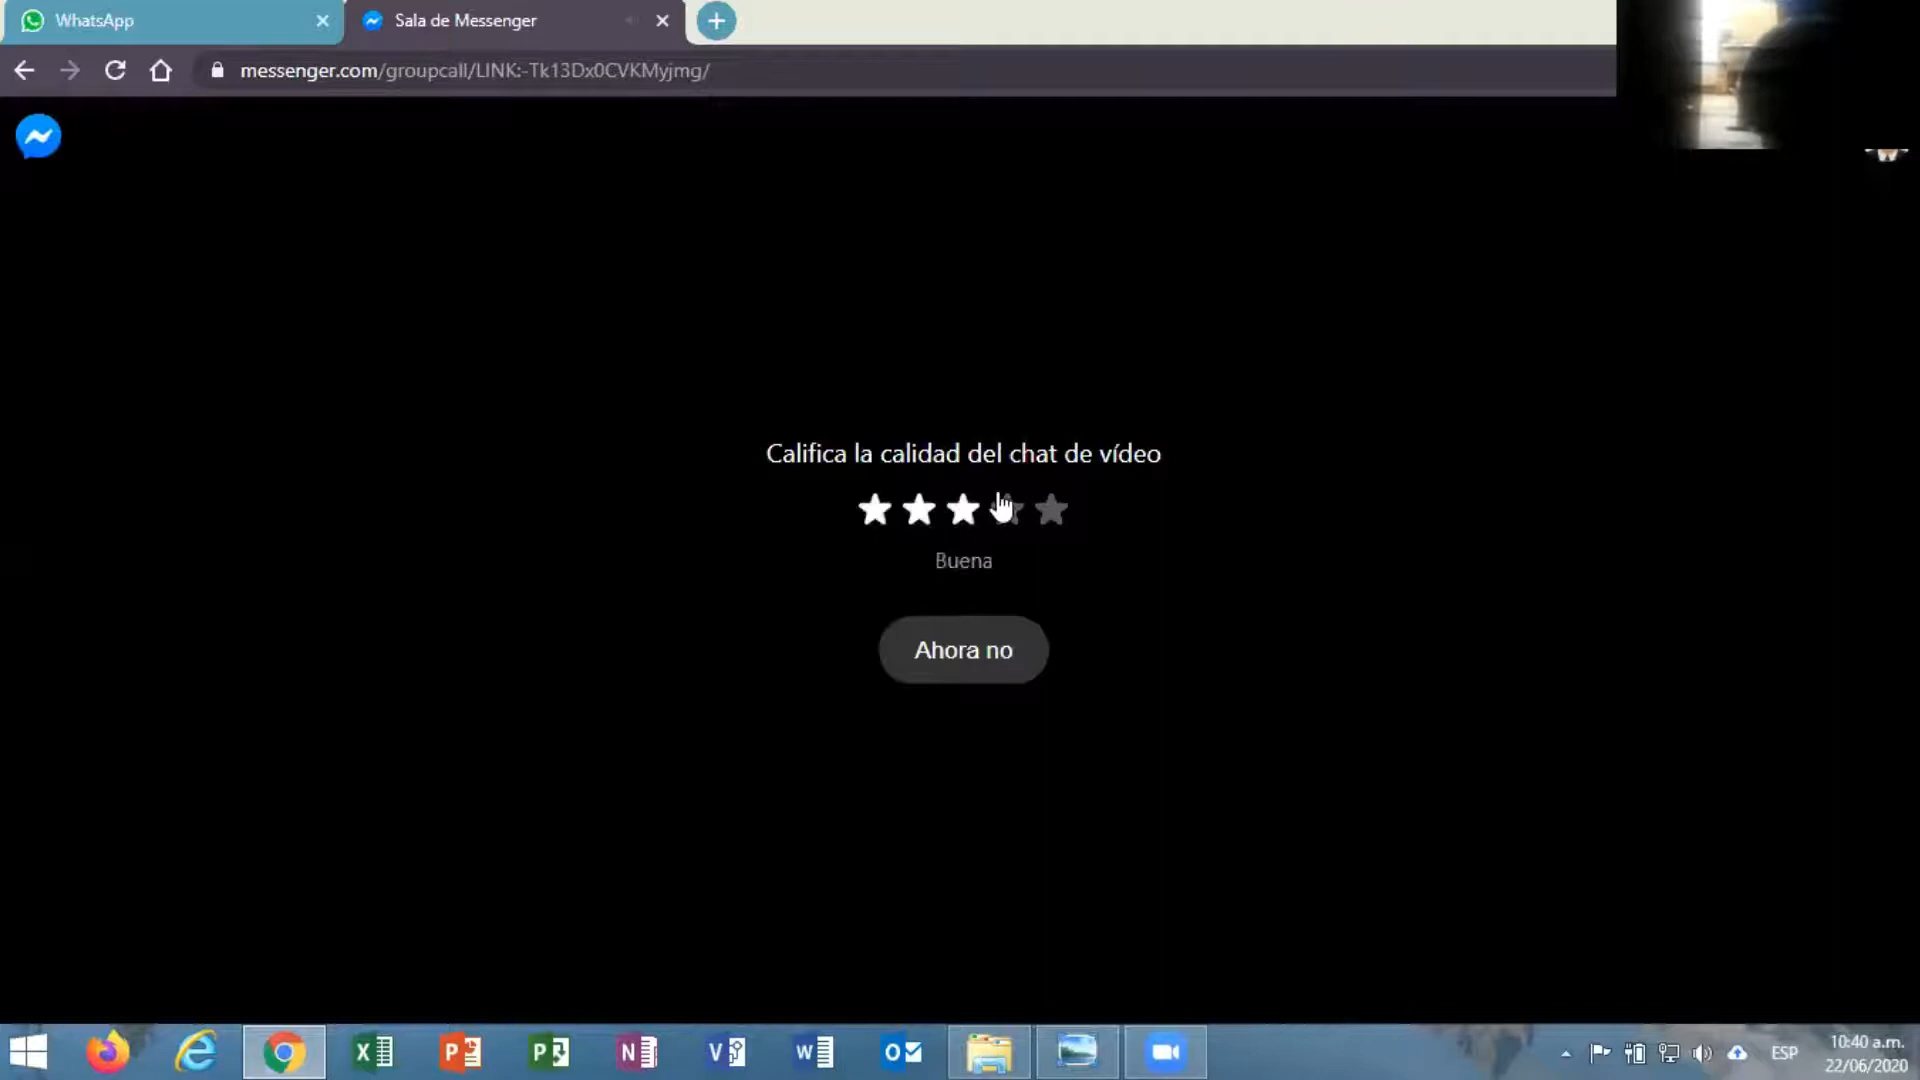 WhatsApp
Sala de Messenger
messenger.com/groupcall/LINK:-Tk13Dx0CVKMyjmg/
Califica la calidad del chat de vídeo
Buena
Ahora no
ESP
10:40 a.m.
22/06/2020